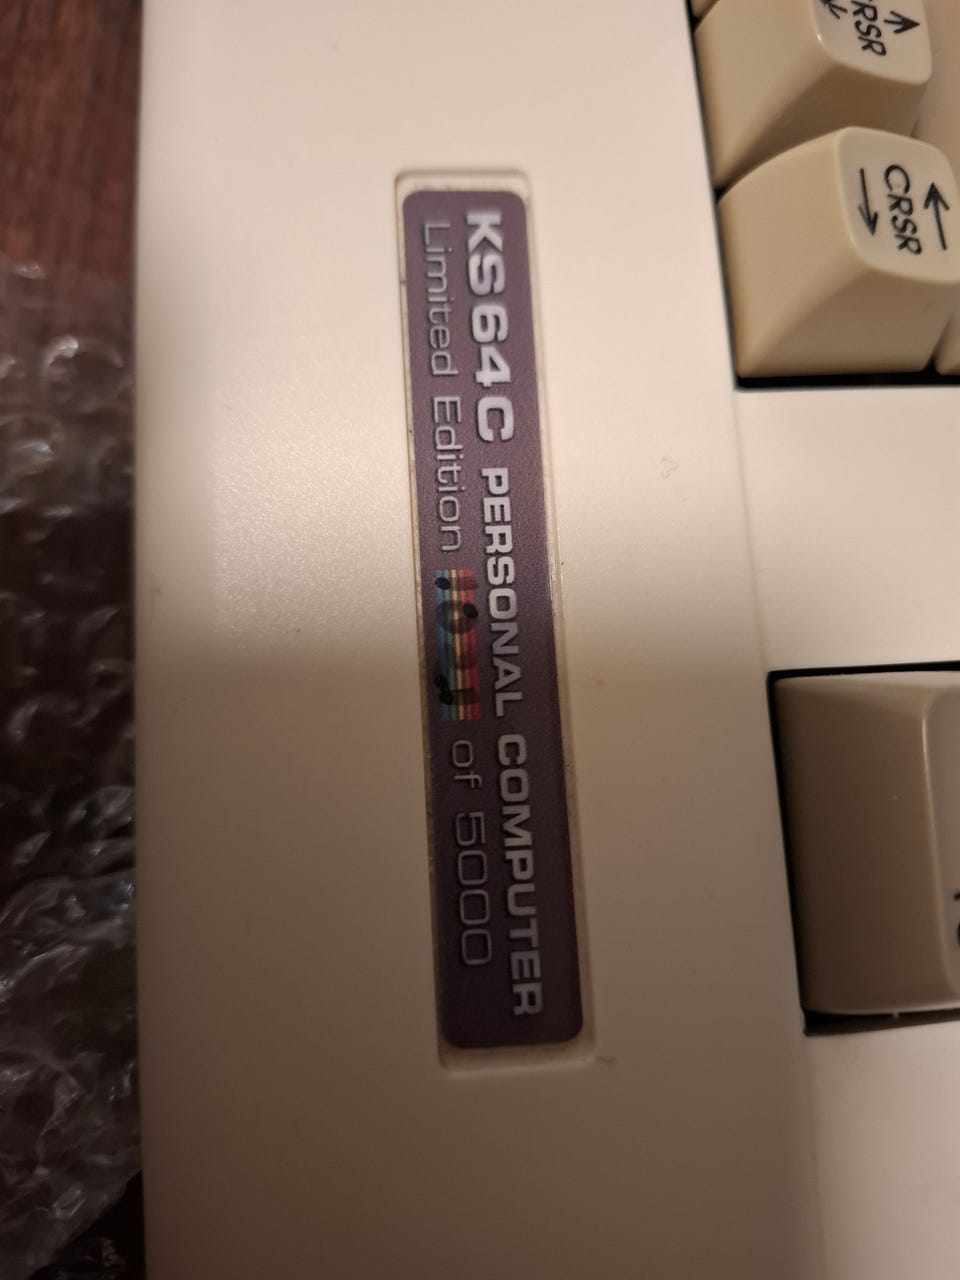 KS64C PERSONAL COMPUTER
Limited Edition of 5000
CRSR
CRSR